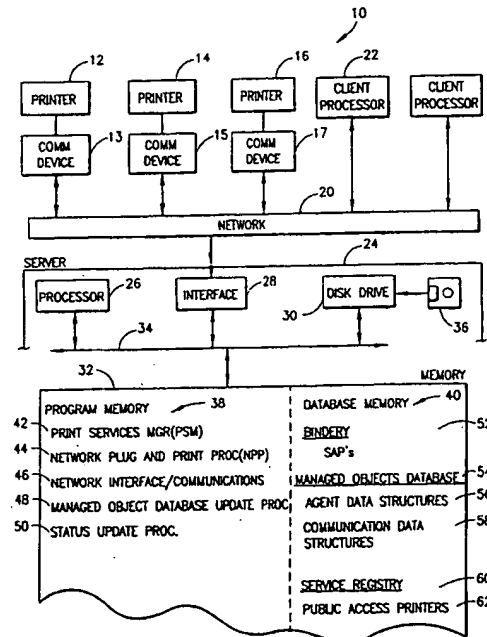 10
12
14
16
22
PRINTER
PRINTER
PRINTER
CLIENT
PROCESSOR
CLIENT
PROCESSOR
COMM
DEVICE
13
COMM
DEVICE
15
COMM
DEVICE
17
20
NETWORK
24
SERVER
PROCESSOR
26
INTERFACE
28
DISK DRIVE
30
36
34
32
MEMORY
PROGRAM MEMORY
38
42
PRINT SERVICES MGR(PSM)
44
NETWORK PLUG AND PRINT PROC(NPP)
46
NETWORK INTERFACE/COMMUNICATIONS
48
MANAGED OBJECT DATABASE UPDATE PROC
50
STATUS UPDATE PROC.
DATABASE MEMORY
40
BINDERY
52
SAP's
MANAGED OBJECTS DATABASE
54
AGENT DATA STRUCTURES
56
COMMUNICATION DATA
STRUCTURES
58
SERVICE REGISTRY
60
PUBLIC ACCESS PRINTERS
62